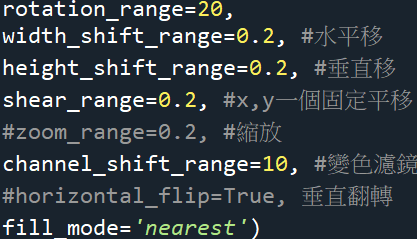 rotation_range=20,
width_shift_range=0.2, #水平移
height_shift_range=0.2, #垂直移
shear_range=0.2, #x,y一個固定平移
#zoom_range=0.2, #縮放
channel_shift_range=10, #變色濾鏡
#horizontal_flip=True, 垂直翻轉
fill_mode='nearest')